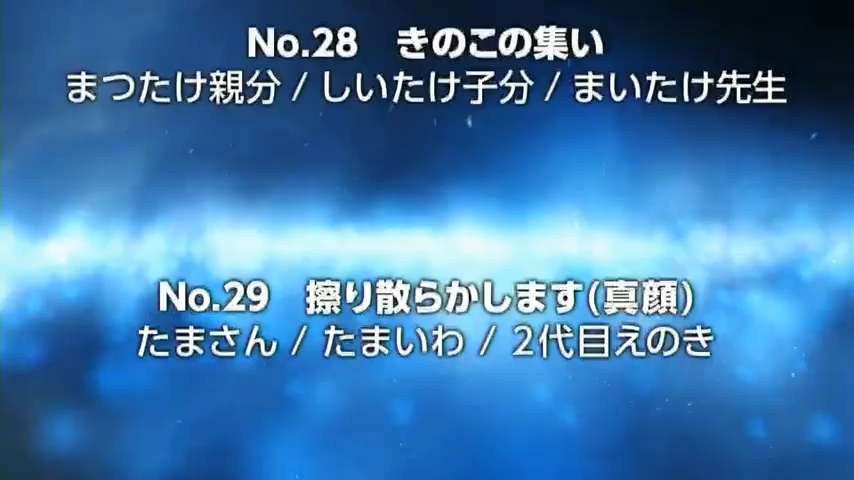 No.28　きのこの集い
まつたけ親分 / しいたけ子分 / まいたけ先生
No.29　擦り散らかします(真顔)
たまさん / たまいわ / 2代目えのき